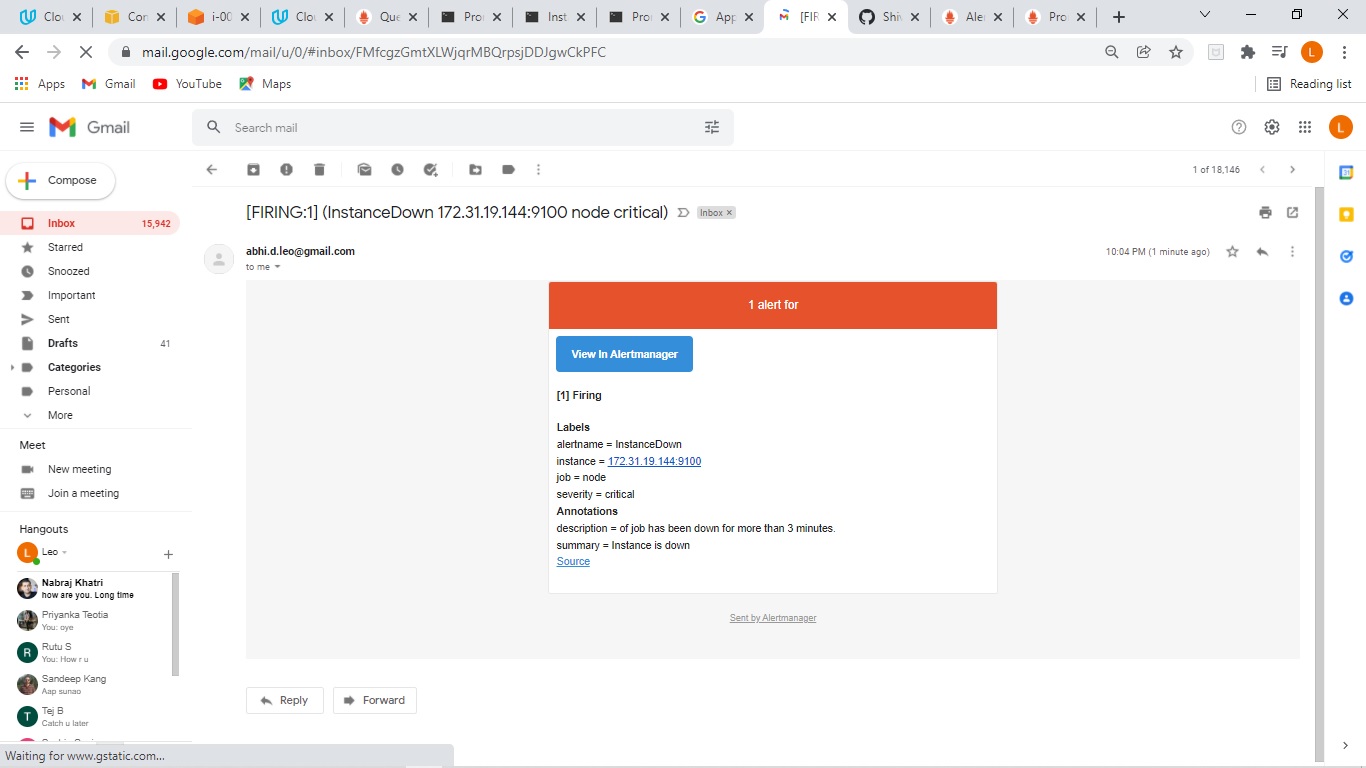 Clo
Con
i-00
Clo
Que
Pro
Inst
Pro
App
[FIR
Shiv
Aler
Pro
mail.google.com/mail/u/0/#inbox/FMfcgzGmtXLWjqrMBQrpsjDDJgwCkPFC
L
Apps
Gmail
YouTube
Maps
Reading list
Gmail
Search mail
L
Compose
1 of 18,146
Inbox 15,942
Starred
Snoozed
Important
Sent
Drafts 41
Categories
Personal
More
Meet
New meeting
Join a meeting
Hangouts
L Leo
Nabraj Khatri
how are you. Long time
Priyanka Teotia
You: oye
R Rutu S
You: How r u
Sandeep Kang
Aap sunao
T Tej B
Catch u later
[FIRING:1] (InstanceDown 172.31.19.144:9100 node critical)
Inbox x
abhi.d.leo@gmail.com
to me
10:04 PM (1 minute ago)
1 alert for
View In Alertmanager
[1] Firing
Labels
alertname = InstanceDown
instance = 172.31.19.144:9100
job = node
severity = critical
Annotations
description = of job has been down for more than 3 minutes.
summary = Instance is down
Source
Sent by Alertmanager
Reply
Forward
Waiting for www.gstatic.com...